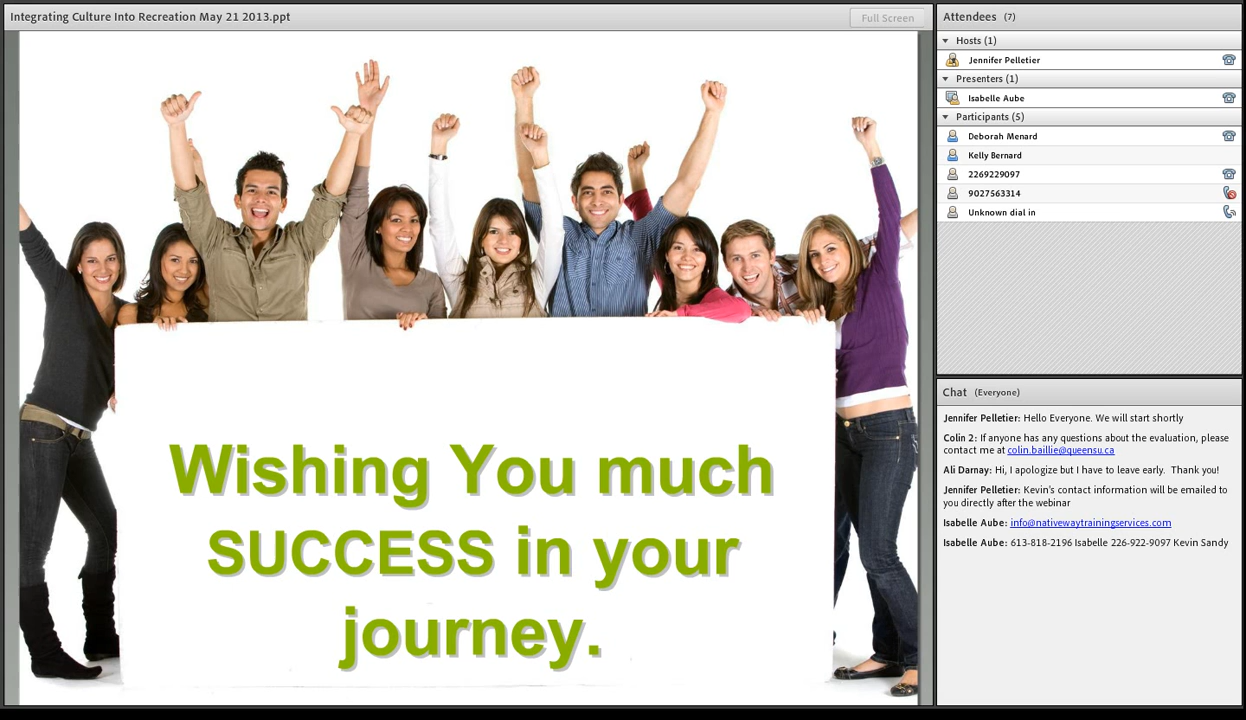 Integrating Culture Into Recreation May 21 2013.ppt
Full Screen
Wishing You much
SUCCESS in your
journey.
Attendees (7)
Hosts (1)
Jennifer Pelletier
Presenters (1)
Isabelle Aube
Participants (5)
Deborah Menard
Kelly Bernard
2269229097
9027563314
Unknown dial in
Chat (Everyone)
Jennifer Pelletier: Hello Everyone. We will start shortly
Colin 2: If anyone has any questions about the evaluation, please
contact me at colin.baillie@queensu.ca
Ali Darnay: Hi, I apologize but I have to leave early. Thank you!
Jennifer Pelletier: Kevin's contact information will be emailed to
you directly after the webinar
Isabelle Aube: info@nativewaytrainingservices.com
Isabelle Aube: 613-818-2196 Isabelle 226-922-9097 Kevin Sandy